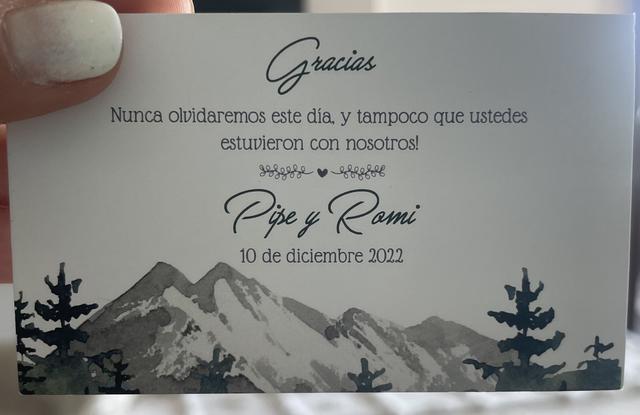 Gracias
Nunca olvidaremos este día, y tampoco que ustedes
estuvieron con nosotros!
Pipe y Romi
10 de diciembre 2022